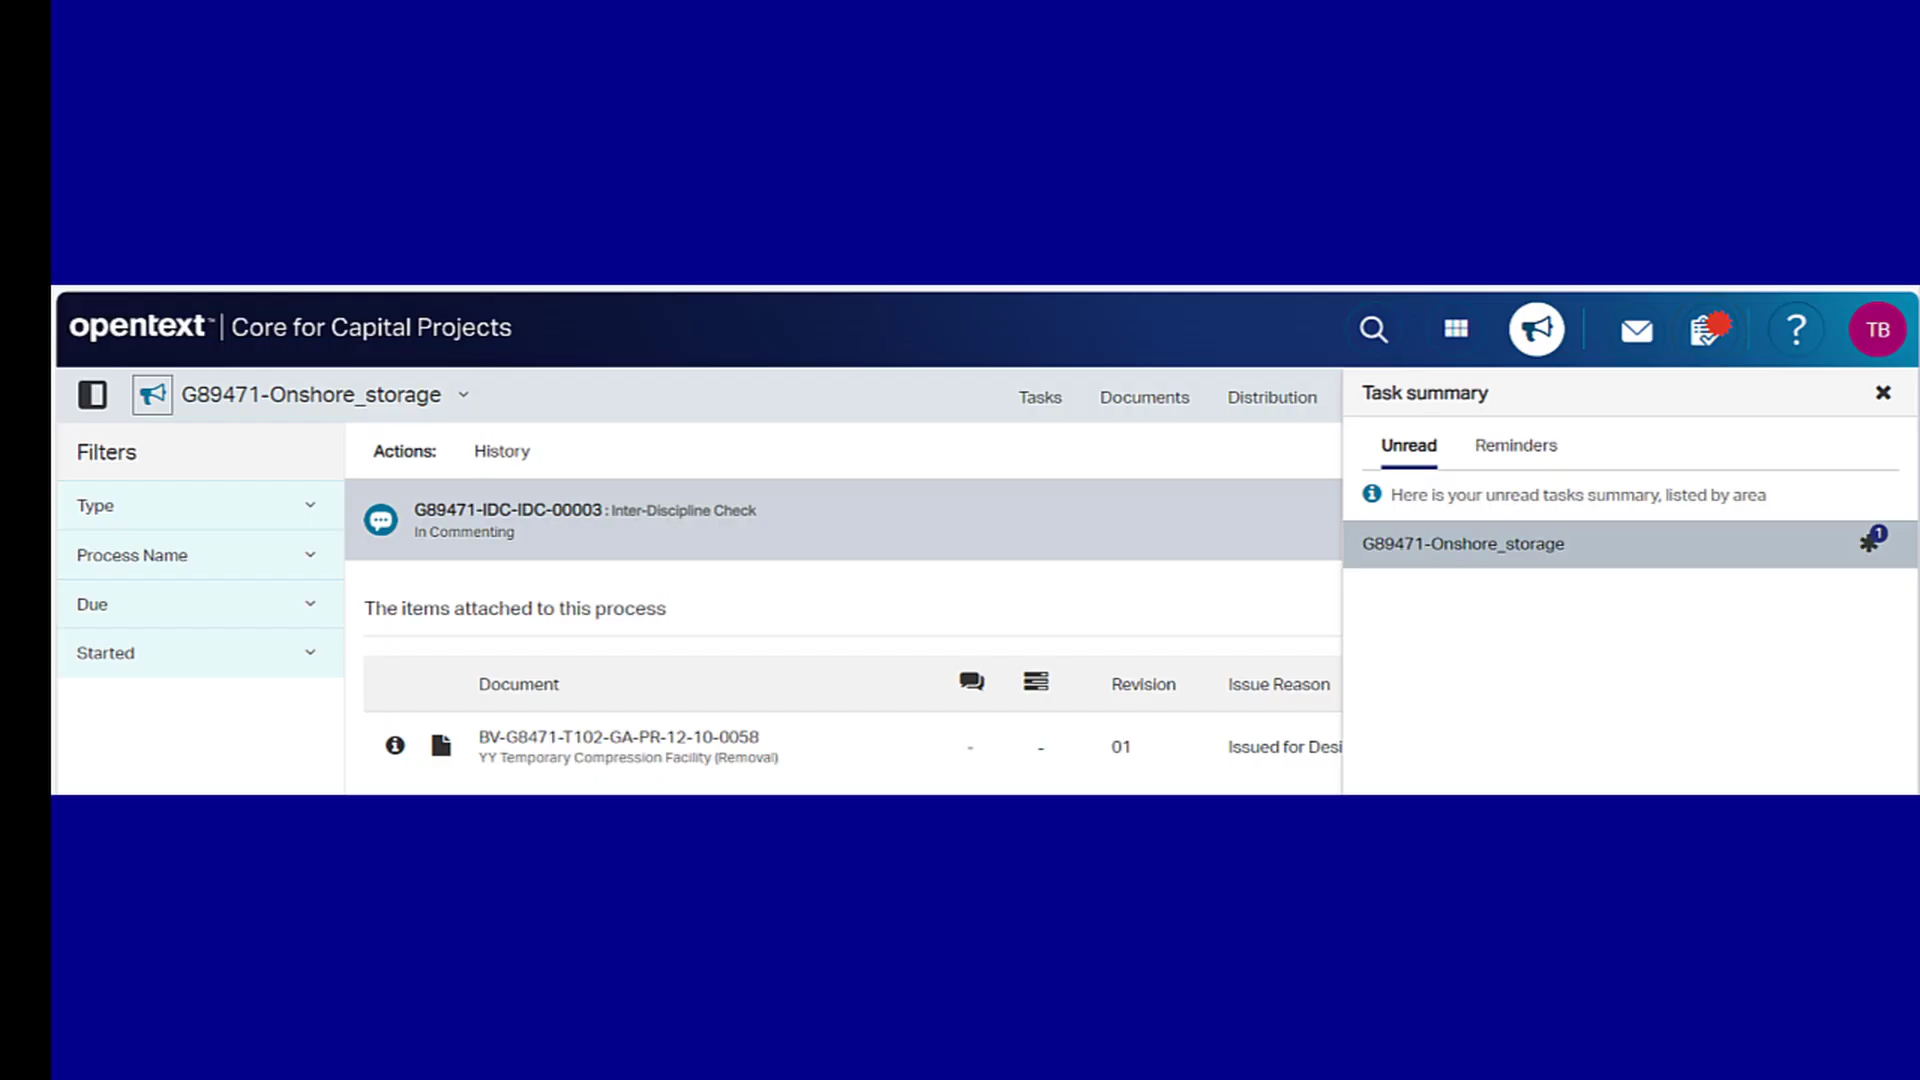 opentext™ | Core for Capital Projects
? TB
G89471-Onshore_storage
Tasks Documents Distribution
Task summary
Filters
Actions: History
Unread Reminders
Type
G89471-IDC-IDC-00003 : Inter-Discipline Check
In Commenting
Here is your unread tasks summary, listed by area
Process Name
G89471-Onshore_storage 1
Due
The items attached to this process
Started
Document Revision Issue Reason
BV-G8471-T102-GA-PR-12-10-0058 - - 01 Issued for Desi
YY Temporary Compression Facility (Removal)